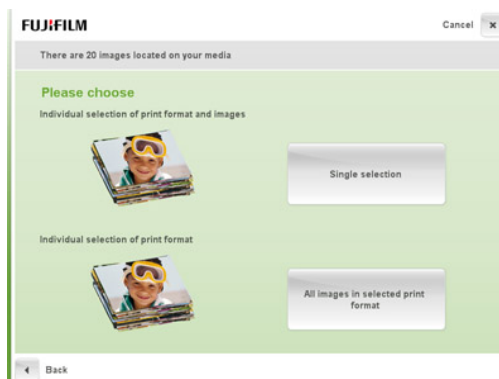 FUJIFILM
Cancel x
There are 20 images located on your media
Please choose
Individual selection of print format and images
Single selection
Individual selection of print format
All images in selected print
format
Back